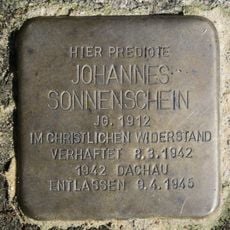 HIER PREDIGTE
JOHANNES
SONNENSCHEIN
JG. 1912
IM CHRISTLICHEN WIDERSTAND
VERHAFTET 8.3.1942
1942 DACHAU
ENTLASSEN 9.4.1945